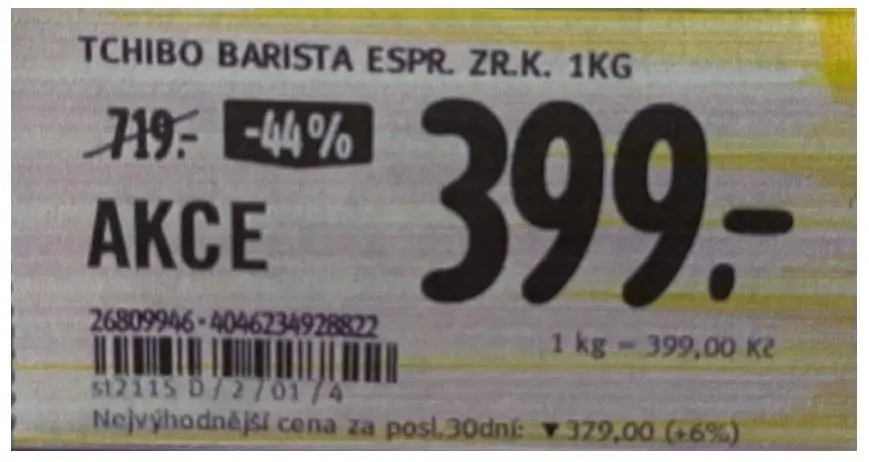 TCHIBO BARISTA ESPR. ZR.K. 1KG
719.- -44%
399.-
AKCE
26809946-4046234928822
1 kg = 399,00 Kč
st2115 D/2/01/4
Nejvýhodnější cena za posl.30dní: ▼379,00 (+6%)